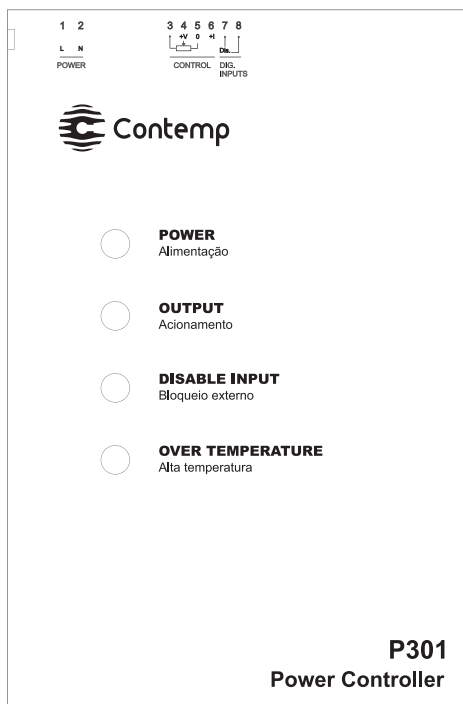 1 2 3 4 5 6 7 8
+V 0 +I
L N Dis.
POWER CONTROL DIG.
INPUTS
Contemp
POWER
Alimentação
OUTPUT
Acionamento
DISABLE INPUT
Bloqueio externo
OVER TEMPERATURE
Alta temperatura
P301
Power Controller